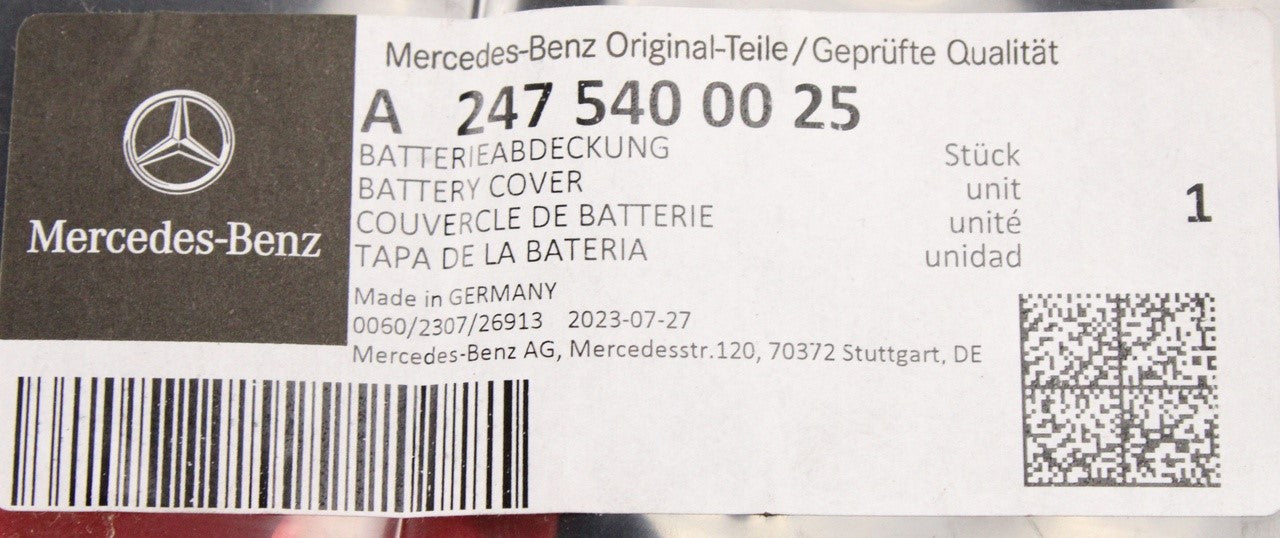 Mercedes-Benz
Mercedes-Benz Original-Teile/Geprüfte Qualität
A 247 540 00 25
BATTERIEABDECKUNG Stück
BATTERY COVER unit
COUVERCLE DE BATTERIE unité
TAPA DE LA BATERIA unidad
1
Made in GERMANY
0060/2307/26913 2023-07-27
Mercedes-Benz AG, Mercedesstr.120, 70372 Stuttgart, DE